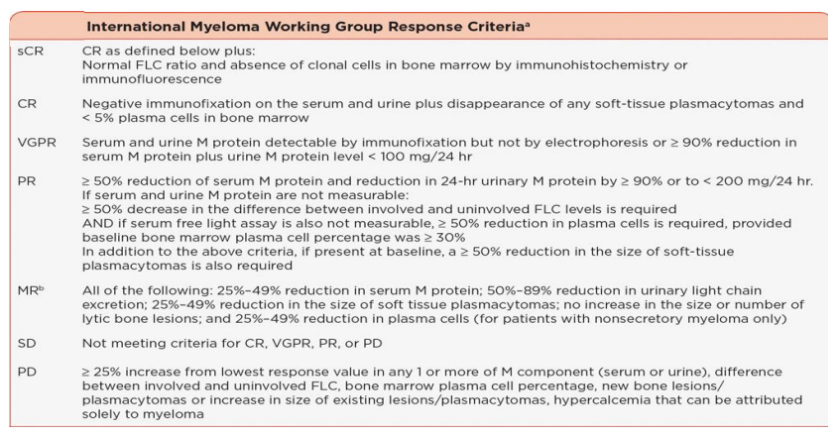 International Myeloma Working Group Response Criteriaᵃ
sCR CR as defined below plus:
Normal FLC ratio and absence of clonal cells in bone marrow by immunohistochemistry or
immunofluorescence
CR Negative immunofixation on the serum and urine plus disappearance of any soft-tissue plasmacytomas and
< 5% plasma cells in bone marrow
VGPR Serum and urine M protein detectable by immunofixation but not by electrophoresis or ≥ 90% reduction in
serum M protein plus urine M protein level < 100 mg/24 hr
PR ≥ 50% reduction of serum M protein and reduction in 24-hr urinary M protein by ≥ 90% or to < 200 mg/24 hr.
If serum and urine M protein are not measurable:
≥ 50% decrease in the difference between involved and uninvolved FLC levels is required
AND if serum free light assay is also not measurable, ≥ 50% reduction in plasma cells is required, provided
baseline bone marrow plasma cell percentage was ≥ 30%
In addition to the above criteria, if present at baseline, a ≥ 50% reduction in the size of soft-tissue
plasmacytomas is also required
MRᵇ All of the following: 25%–49% reduction in serum M protein; 50%–89% reduction in urinary light chain
excretion; 25%–49% reduction in the size of soft tissue plasmacytomas; no increase in the size or number of
lytic bone lesions; and 25%–49% reduction in plasma cells (for patients with nonsecretory myeloma only)
SD Not meeting criteria for CR, VGPR, PR, or PD
PD ≥ 25% increase from lowest response value in any 1 or more of M component (serum or urine), difference
between involved and uninvolved FLC, bone marrow plasma cell percentage, new bone lesions/
plasmacytomas or increase in size of existing lesions/plasmacytomas, hypercalcemia that can be attributed
solely to myeloma